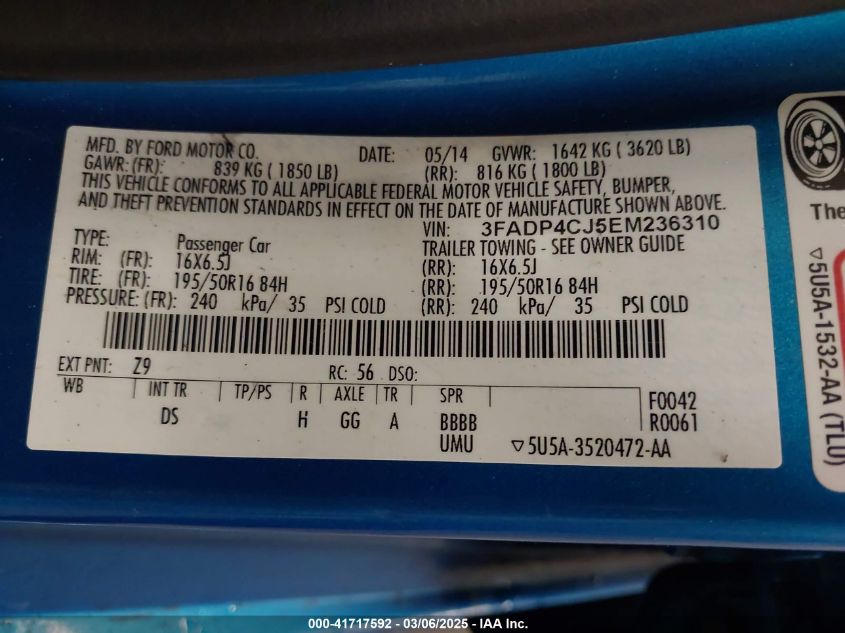 MFD. BY FORD MOTOR CO. DATE: 05/14 GVWR: 1642 KG ( 3620 LB)
GAWR: (FR): 839 KG ( 1850 LB) (RR): 816 KG ( 1800 LB)
THIS VEHICLE CONFORMS TO ALL APPLICABLE FEDERAL MOTOR VEHICLE SAFETY, BUMPER,
AND THEFT PREVENTION STANDARDS IN EFFECT ON THE DATE OF MANUFACTURE SHOWN ABOVE.
VIN: 3FADP4CJ5EM236310
TYPE: Passenger Car TRAILER TOWING - SEE OWNER GUIDE
RIM: (FR): 16X6.5J (RR): 16X6.5J
TIRE: (FR): 195/50R16 84H (RR): 195/50R16 84H
PRESSURE: (FR): 240 kPa/ 35 PSI COLD (RR): 240 kPa/ 35 PSI COLD
EXT PNT: Z9 RC: 56 DSO:
WB INT TR TP/PS R AXLE TR SPR F0042
DS H GG A BBBB R0061
UMU ▽5U5A-3520472-AA
The
▽5U5A-1532-AA (TLU)
000-41717592 — 03/06/2025 — IAA Inc.